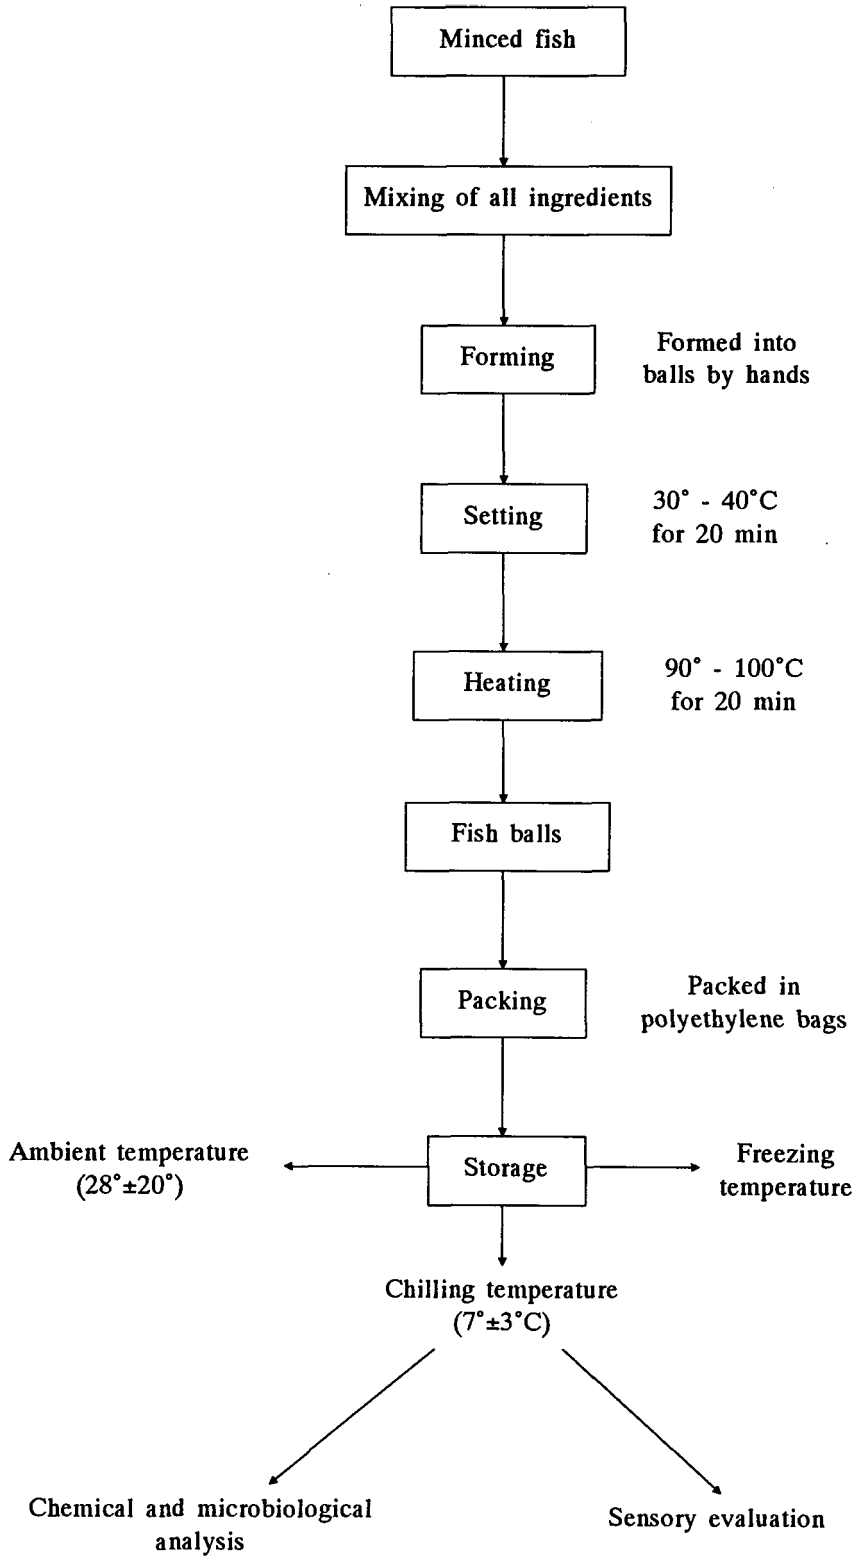 Minced fish
Mixing of all ingredients
Forming
Formed into
balls by hands
Setting
30° - 40°C
for 20 min
Heating
90° - 100°C
for 20 min
Fish balls
Packing
Packed in
polyethylene bags
Ambient temperature
(28°±20°)
Storage
Freezing
temperature
Chilling temperature
(7°±3°C)
Chemical and microbiological
analysis
Sensory evaluation